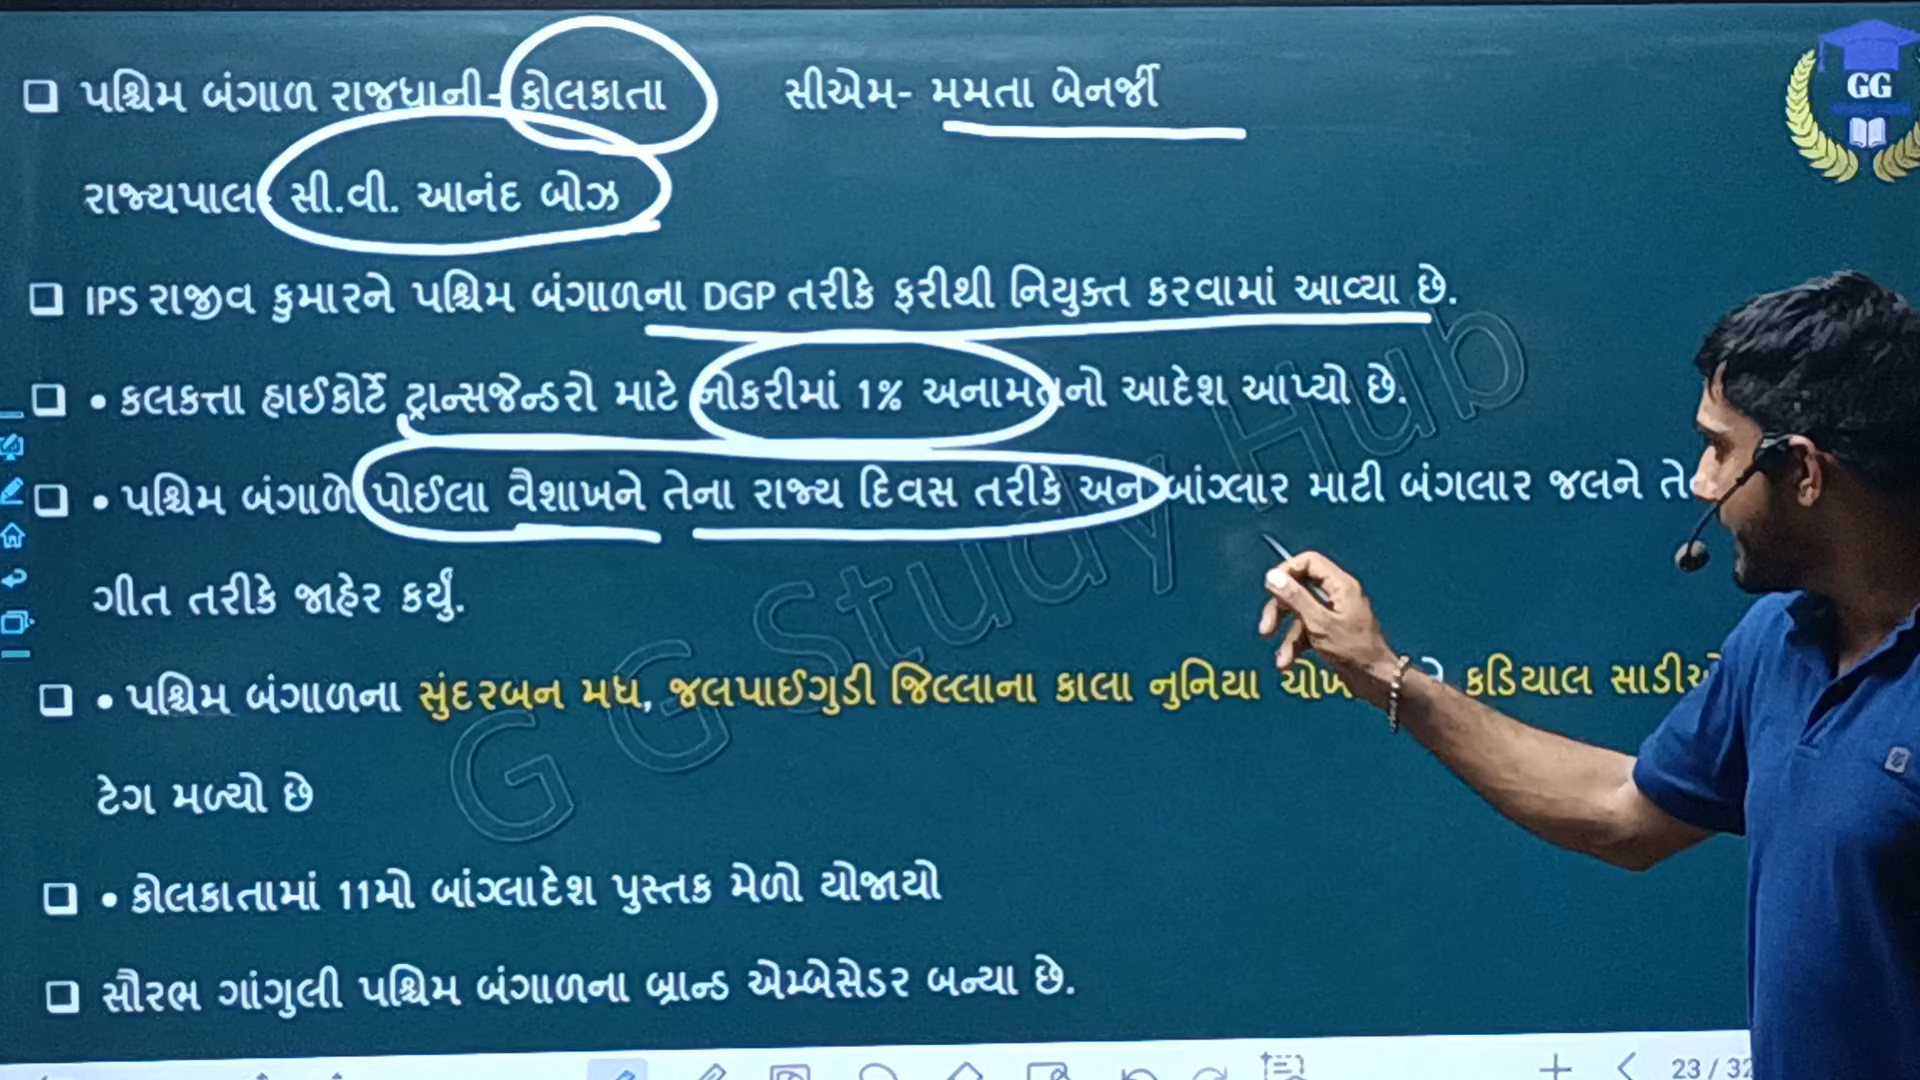 ❑ પશ્ચિમ બંગાળ રાજધાની- કોલકાતા સીએમ- મમતા બેનર્જી
રાજ્યપાલ સી.વી. આનંદ બોઝ
❑ IPS રાજીવ કુમારને પશ્ચિમ બંગાળના DGP તરીકે ફરીથી નિયુક્ત કરવામાં આવ્યા છે.
❑ • કલકત્તા હાઈકોર્ટે ટ્રાન્સજેન્ડરો માટે નોકરીમાં 1% અનામતનો આદેશ આપ્યો છે.
❑ • પશ્ચિમ બંગાળે પોઈલા વૈશાખને તેના રાજ્ય દિવસ તરીકે અને બાંગ્લાર માટી બંગલાર જલને
ગીત તરીકે જાહેર કર્યું.
❑ • પશ્ચિમ બંગાળના સુંદરબન મધ, જલપાઈગુડી જિલ્લાના કાલા નુનિયા કડિયાલ
ટેગ મળ્યો છે
❑ • કોલકાતામાં 11મો બાંગ્લાદેશ પુસ્તક મેળો યોજાયો
❑ સૌરભ ગાંગુલી પશ્ચિમ બંગાળના બ્રાન્ડ એમ્બેસેડર બન્યા છે.
G G Study Hub
GG
23 / 32